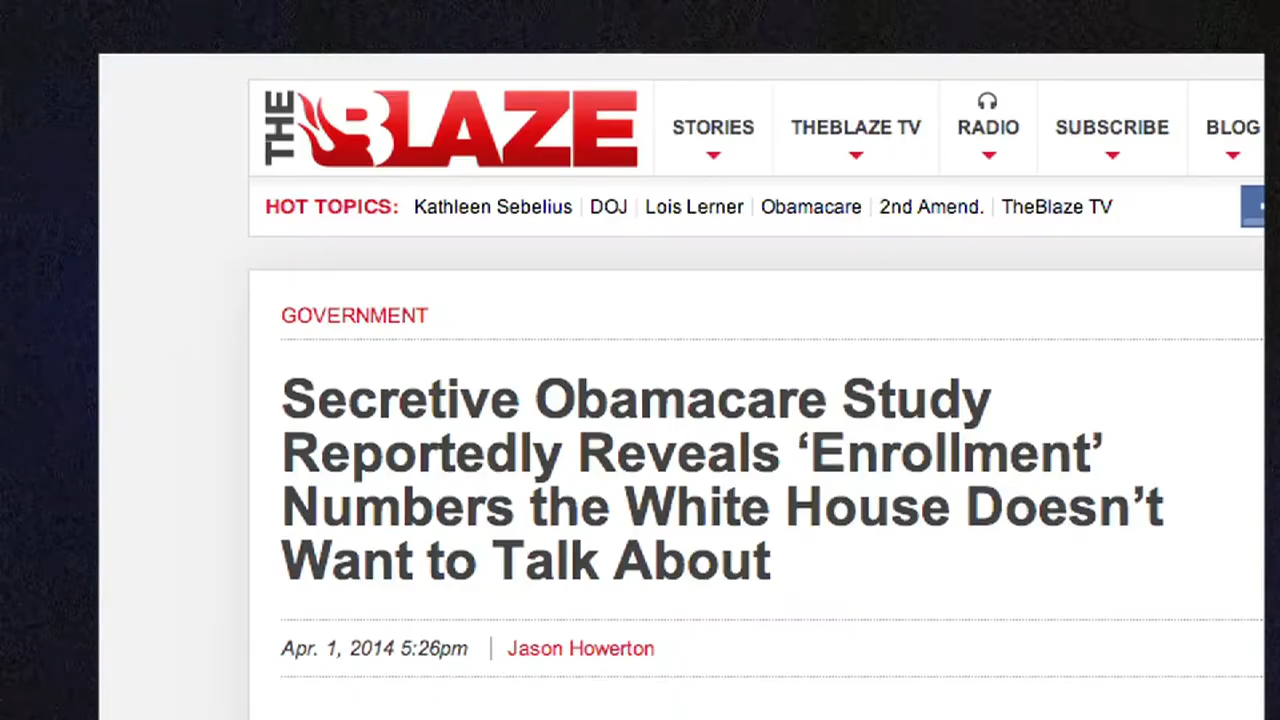 THE BLAZE
STORIES THEBLAZE TV RADIO SUBSCRIBE BLOG
HOT TOPICS: Kathleen Sebelius DOJ Lois Lerner Obamacare 2nd Amend. TheBlaze TV
GOVERNMENT
Secretive Obamacare Study
Reportedly Reveals ‘Enrollment’
Numbers the White House Doesn’t
Want to Talk About
Apr. 1, 2014 5:26pm Jason Howerton